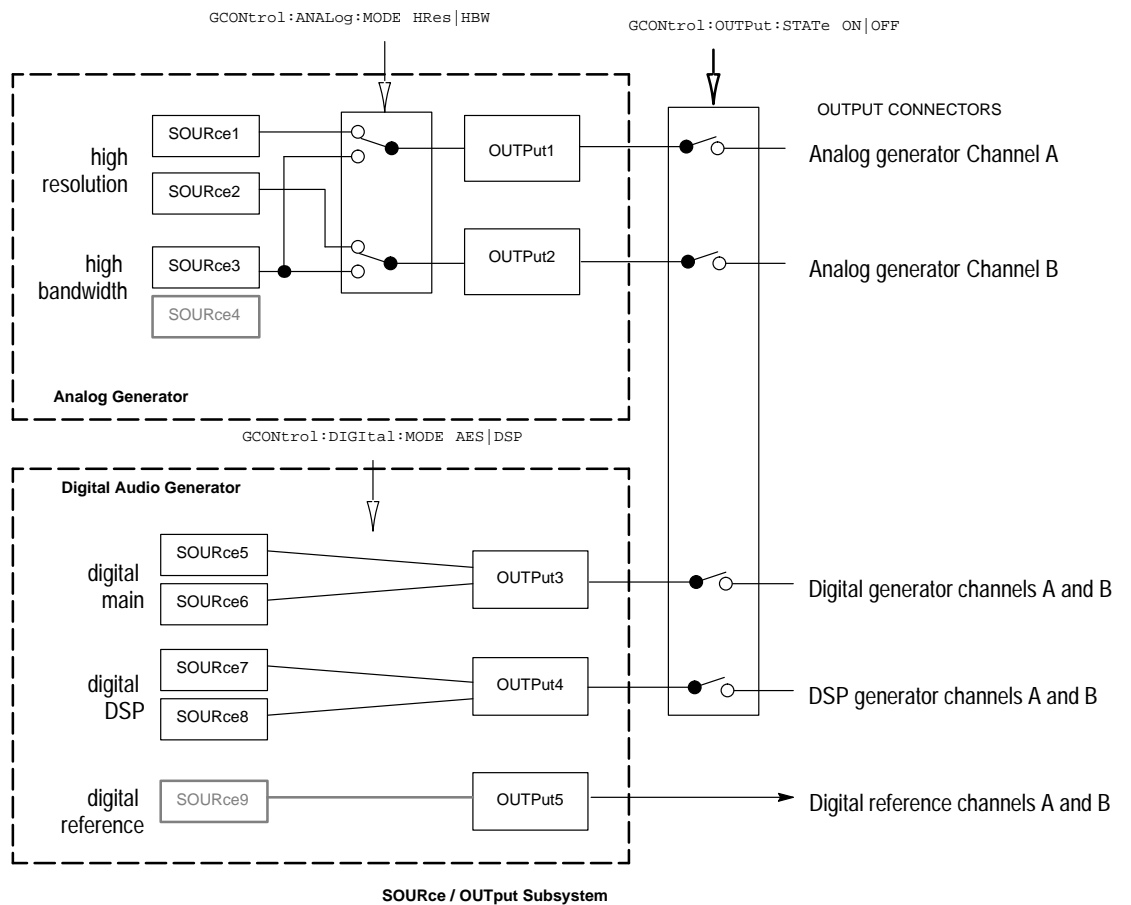 GCONtrol:ANALog:MODE HRes|HBW
GCONtrol:OUTPut:STATe ON|OFF
OUTPUT CONNECTORS
high
resolution
SOURce1
SOURce2
OUTPut1
Analog generator Channel A
high
bandwidth
SOURce3
SOURce4
OUTPut2
Analog generator Channel B
Analog Generator
GCONtrol:DIGItal:MODE AES|DSP
Digital Audio Generator
digital
main
SOURce5
SOURce6
OUTPut3
Digital generator channels A and B
digital
DSP
SOURce7
SOURce8
OUTPut4
DSP generator channels A and B
digital
reference
SOURce9
OUTPut5
Digital reference channels A and B
SOURce / OUTput Subsystem